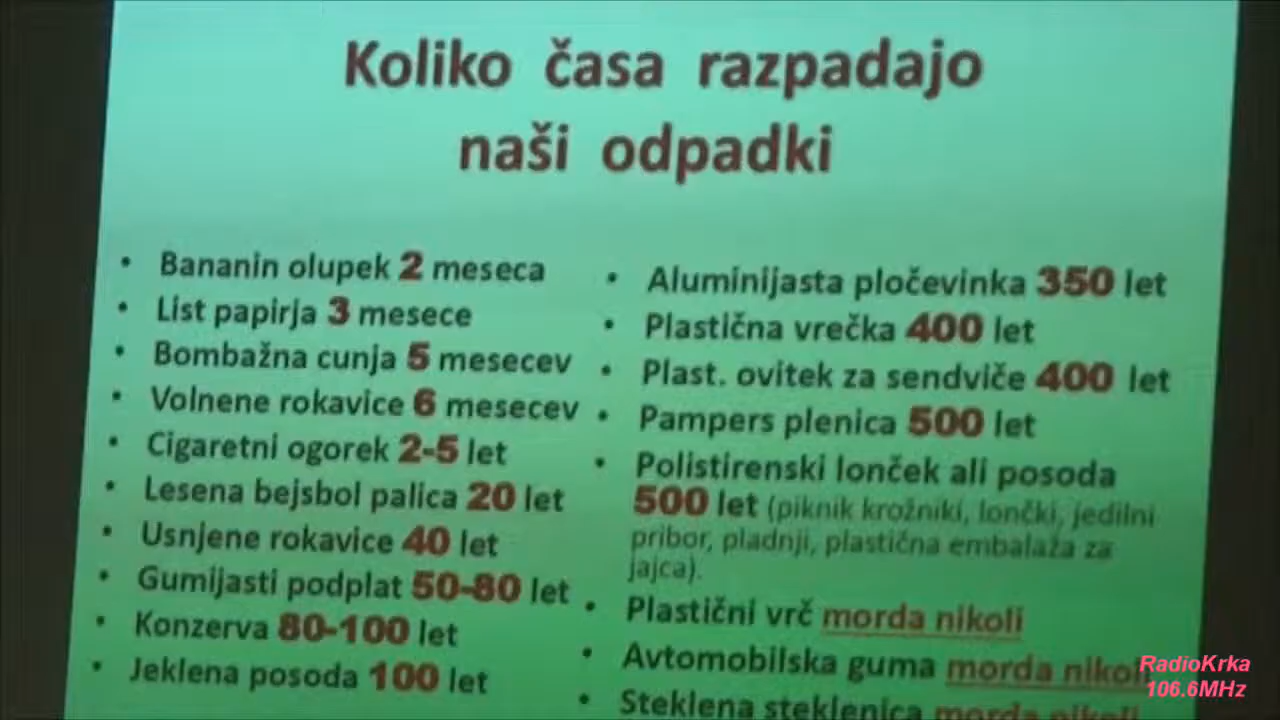 Koliko časa razpadajo
naši odpadki
• Bananin olupek 2 meseca
• List papirja 3 mesece
• Bombažna cunja 5 mesecev
• Volnene rokavice 6 mesecev
• Cigaretni ogorek 2-5 let
• Lesena bejsbol palica 20 let
• Usnjene rokavice 40 let
• Gumijasti podplat 50-80 let
• Konzerva 80-100 let
• Jeklena posoda 100 let
• Aluminijasta pločevinka 350 let
• Plastična vrečka 400 let
• Plast. ovitek za sendviče 400 let
• Pampers plenica 500 let
• Polistirenski lonček ali posoda
500 let (piknik krožniki, lončki, jedilni
pribor, pladnji, plastična embalaža za
jajca).
• Plastični vrč morda nikoli
• Avtomobilska guma morda nikoli
• Steklena steklenica morda nikoli
RadioKrka
106.6MHz